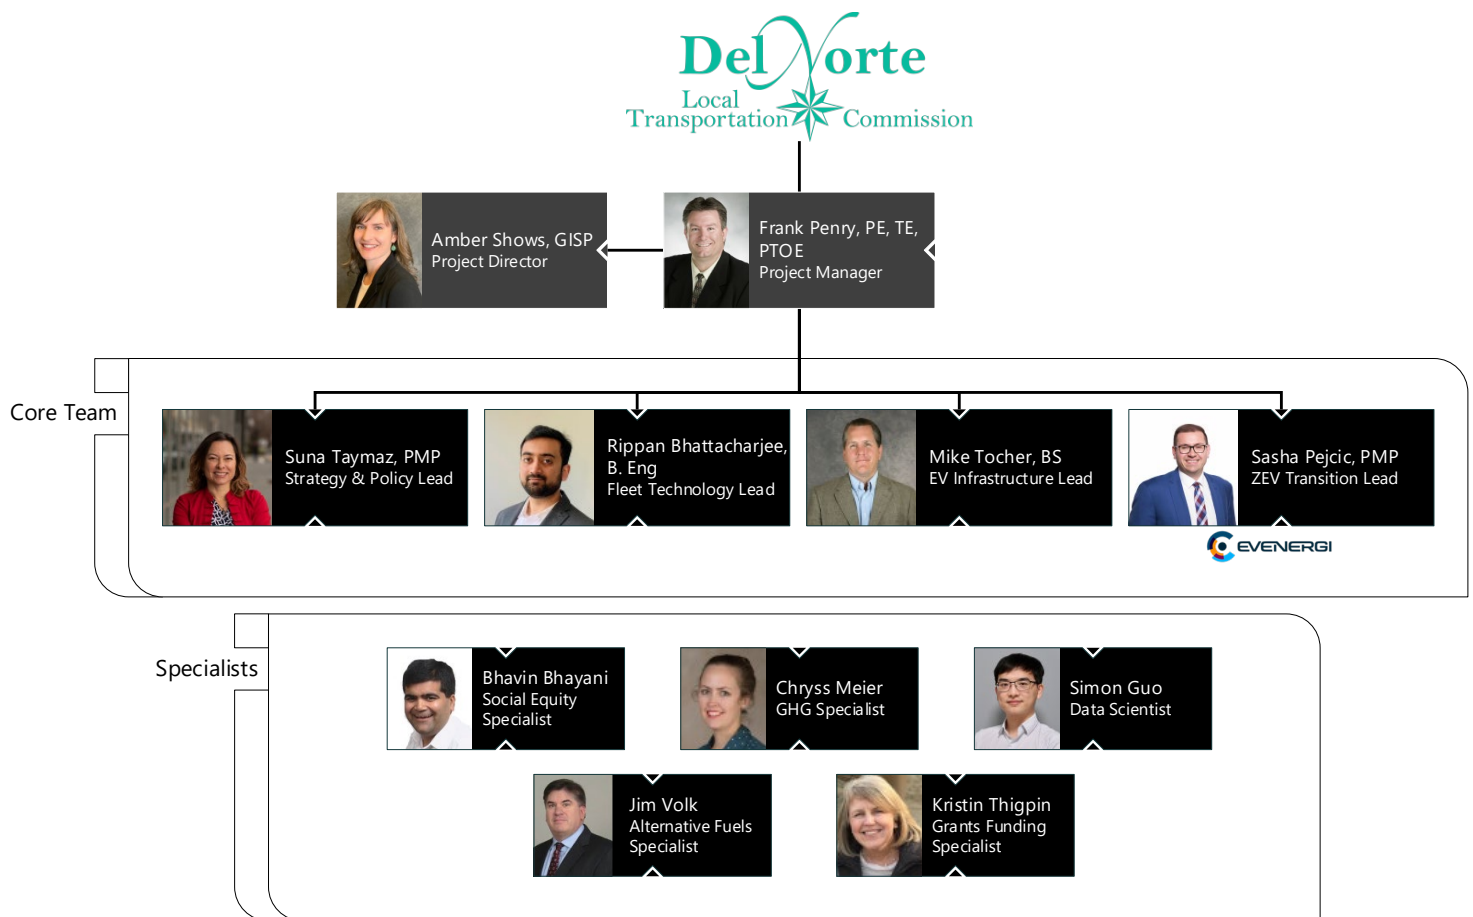 Del Norte
Local
Transportation Commission
Amber Shows, GISP
Project Director
Frank Penry, PE, TE,
PTOE
Project Manager
Core Team
Suna Taymaz, PMP
Strategy & Policy Lead
Rippan Bhattacharjee,
B. Eng
Fleet Technology Lead
Mike Tocher, BS
EV Infrastructure Lead
Sasha Pejcic, PMP
ZEV Transition Lead
EVENERGI
Specialists
Bhavin Bhayani
Social Equity
Specialist
Chryss Meier
GHG Specialist
Simon Guo
Data Scientist
Jim Volk
Alternative Fuels
Specialist
Kristin Thigpin
Grants Funding
Specialist